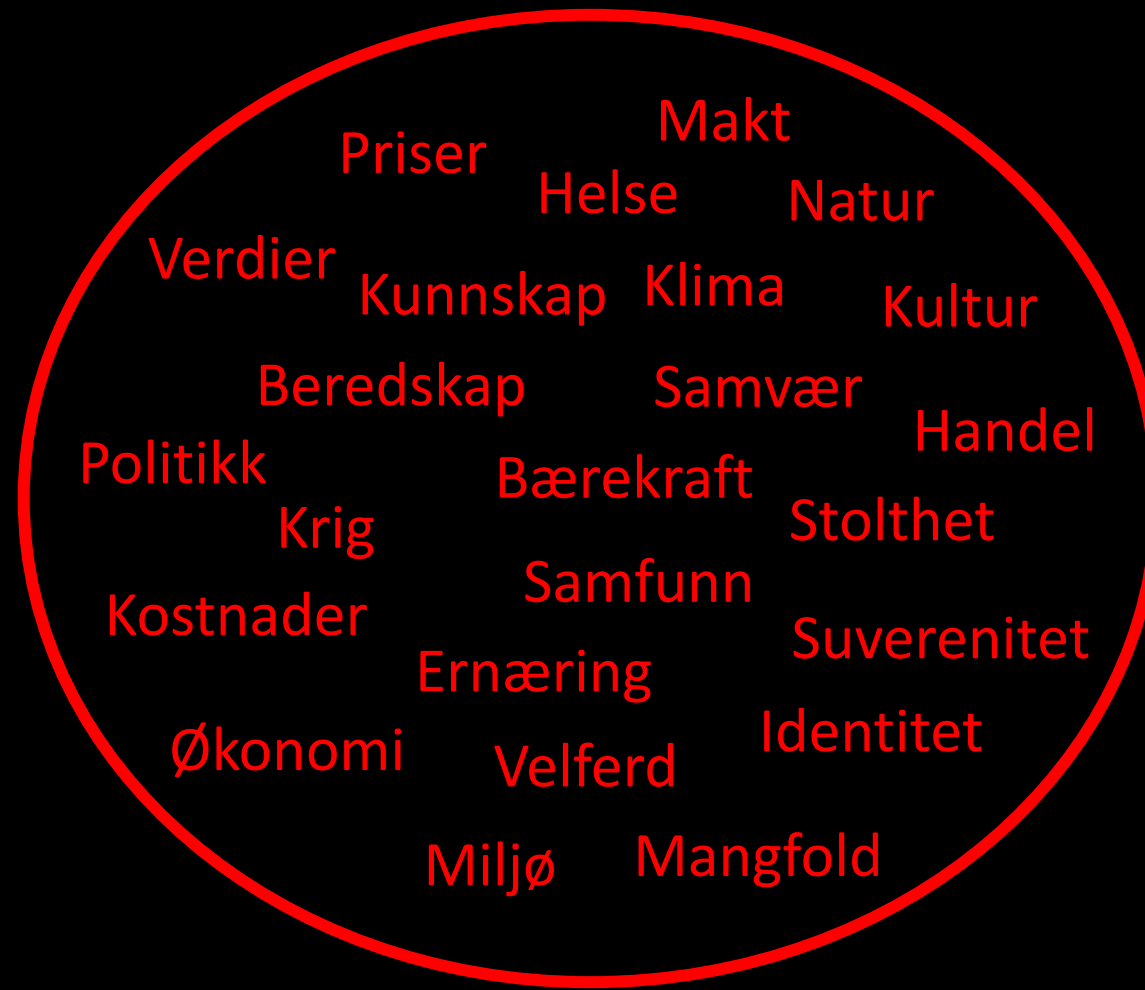 Makt
Priser
Helse
Natur
Verdier
Kunnskap
Klima
Kultur
Beredskap
Samvær
Handel
Politikk
Bærekraft
Stolthet
Krig
Samfunn
Kostnader
Suverenitet
Ernæring
Identitet
Økonomi
Velferd
Miljø
Mangfold